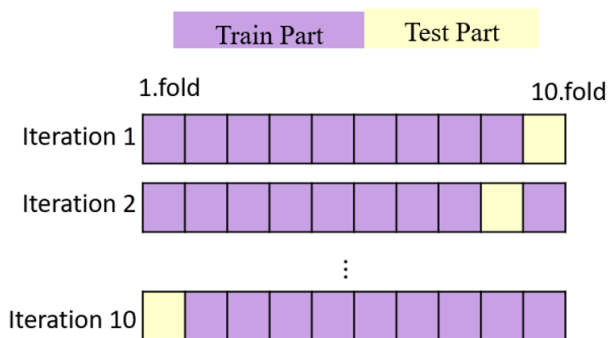 Train Part Test Part
1.fold 10.fold
Iteration 1
Iteration 2
⋮
Iteration 10